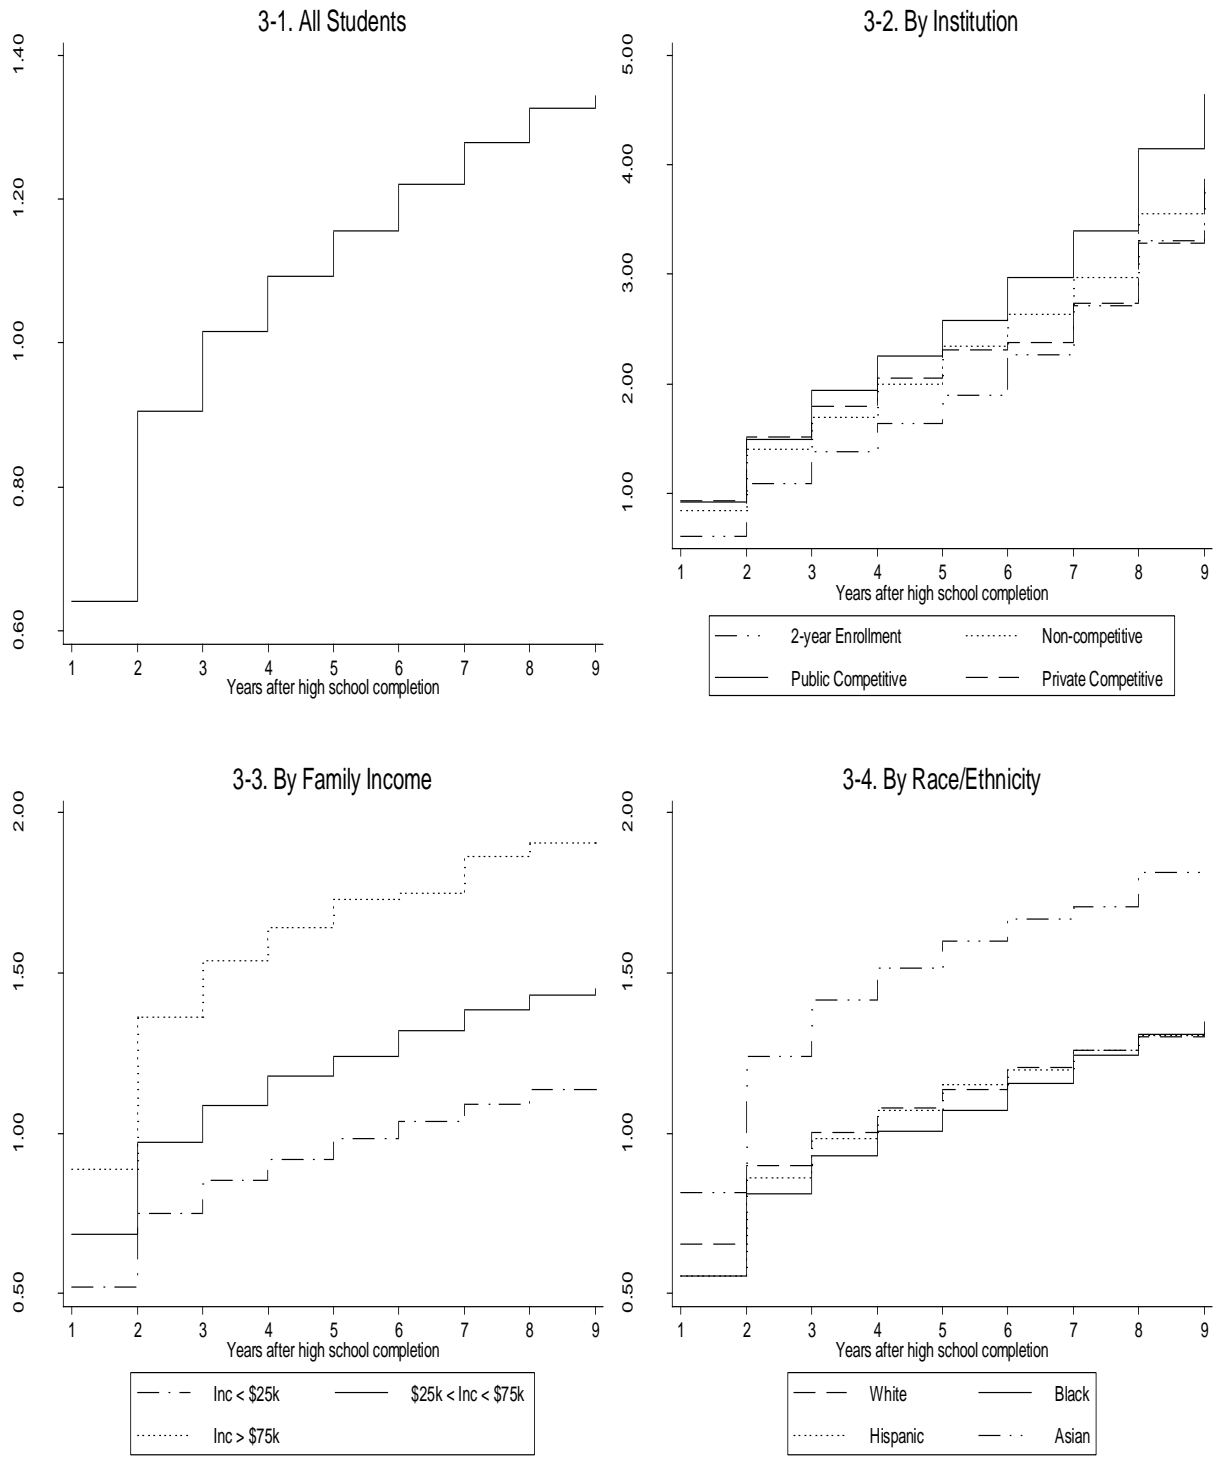 3-1. All Students
1.40
1.20
1.00
0.80
0.60
1 2 3 4 5 6 7 8 9
Years after high school completion
3-2. By Institution
5.00
4.00
3.00
2.00
1.00
1 2 3 4 5 6 7 8 9
Years after high school completion
2-year Enrollment Non-competitive
Public Competitive Private Competitive
3-3. By Family Income
2.00
1.50
1.00
0.50
1 2 3 4 5 6 7 8 9
Years after high school completion
Inc < $25k $25k < Inc < $75k
Inc > $75k
3-4. By Race/Ethnicity
2.00
1.50
1.00
0.50
1 2 3 4 5 6 7 8 9
Years after high school completion
White Black
Hispanic Asian